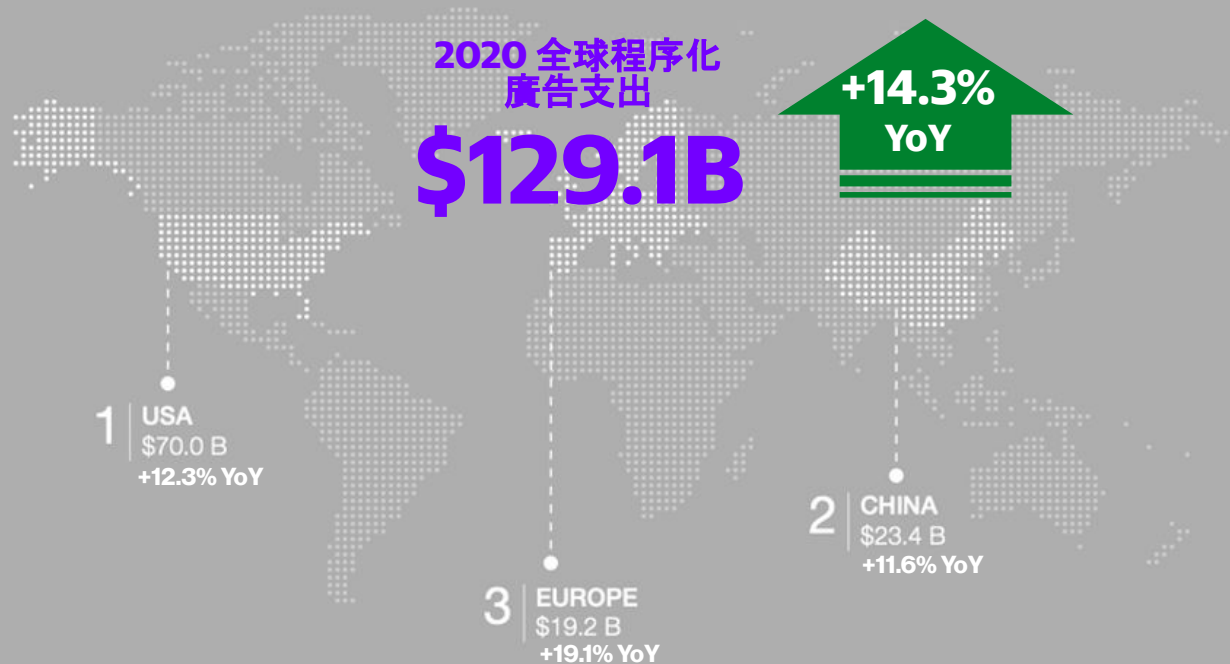 2020 全球程序化
廣告支出
$129.1B
+14.3%
YoY
1
USA
$70.0 B
+12.3% YoY
2
CHINA
$23.4 B
+11.6% YoY
3
EUROPE
$19.2 B
+19.1% YoY